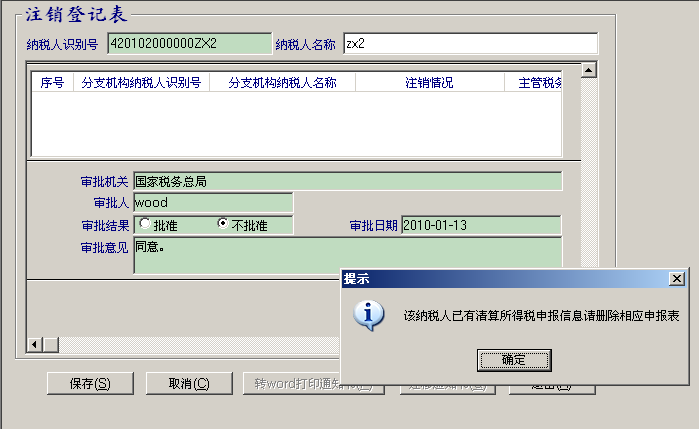 注销登记表
纳税人识别号 420102000000ZX2 纳税人名称 zx2
序号 分支机构纳税人识别号 分支机构纳税人名称 注销情况 主管税务
审批机关 国家税务总局
审批人 wood
审批结果 批准 不批准 审批日期 2010-01-13
审批意见 同意。
提示
该纳税人已有清算所得税申报信息请删除相应申报表
确定
保存(S) 取消(C) 转word打印通知